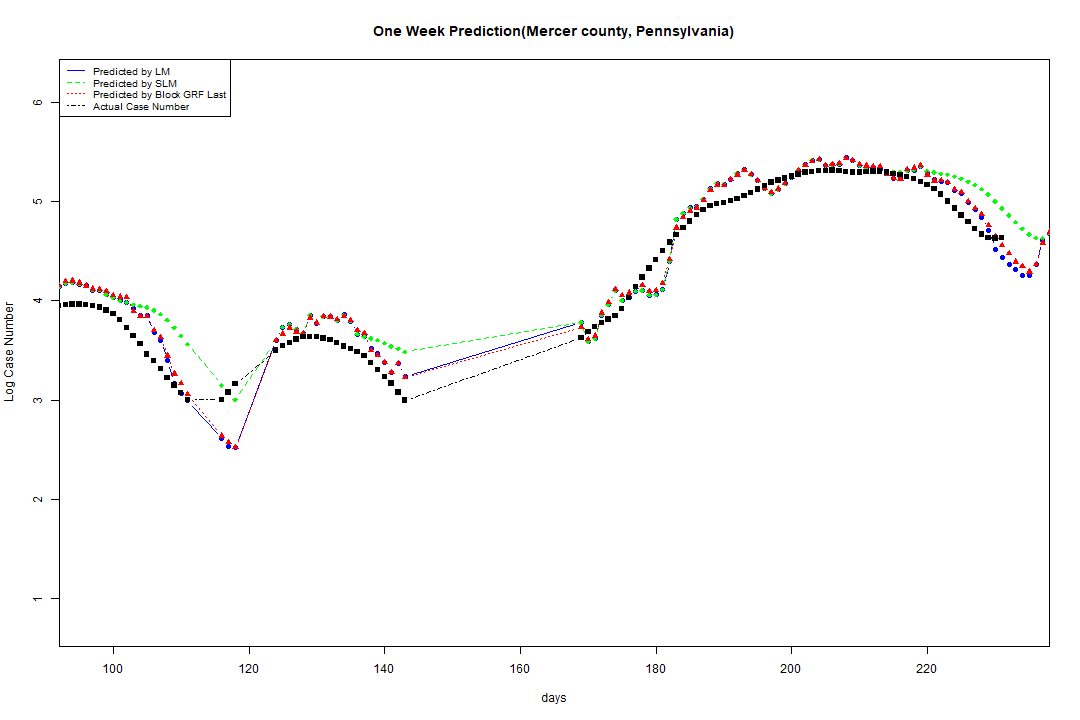 One Week Prediction(Mercer county, Pennsylvania)
Predicted by LM
Predicted by SLM
Predicted by Block GRF Last
Actual Case Number
6
5
4
3
2
1
Log Case Number
100 120 140 160 180 200 220
days